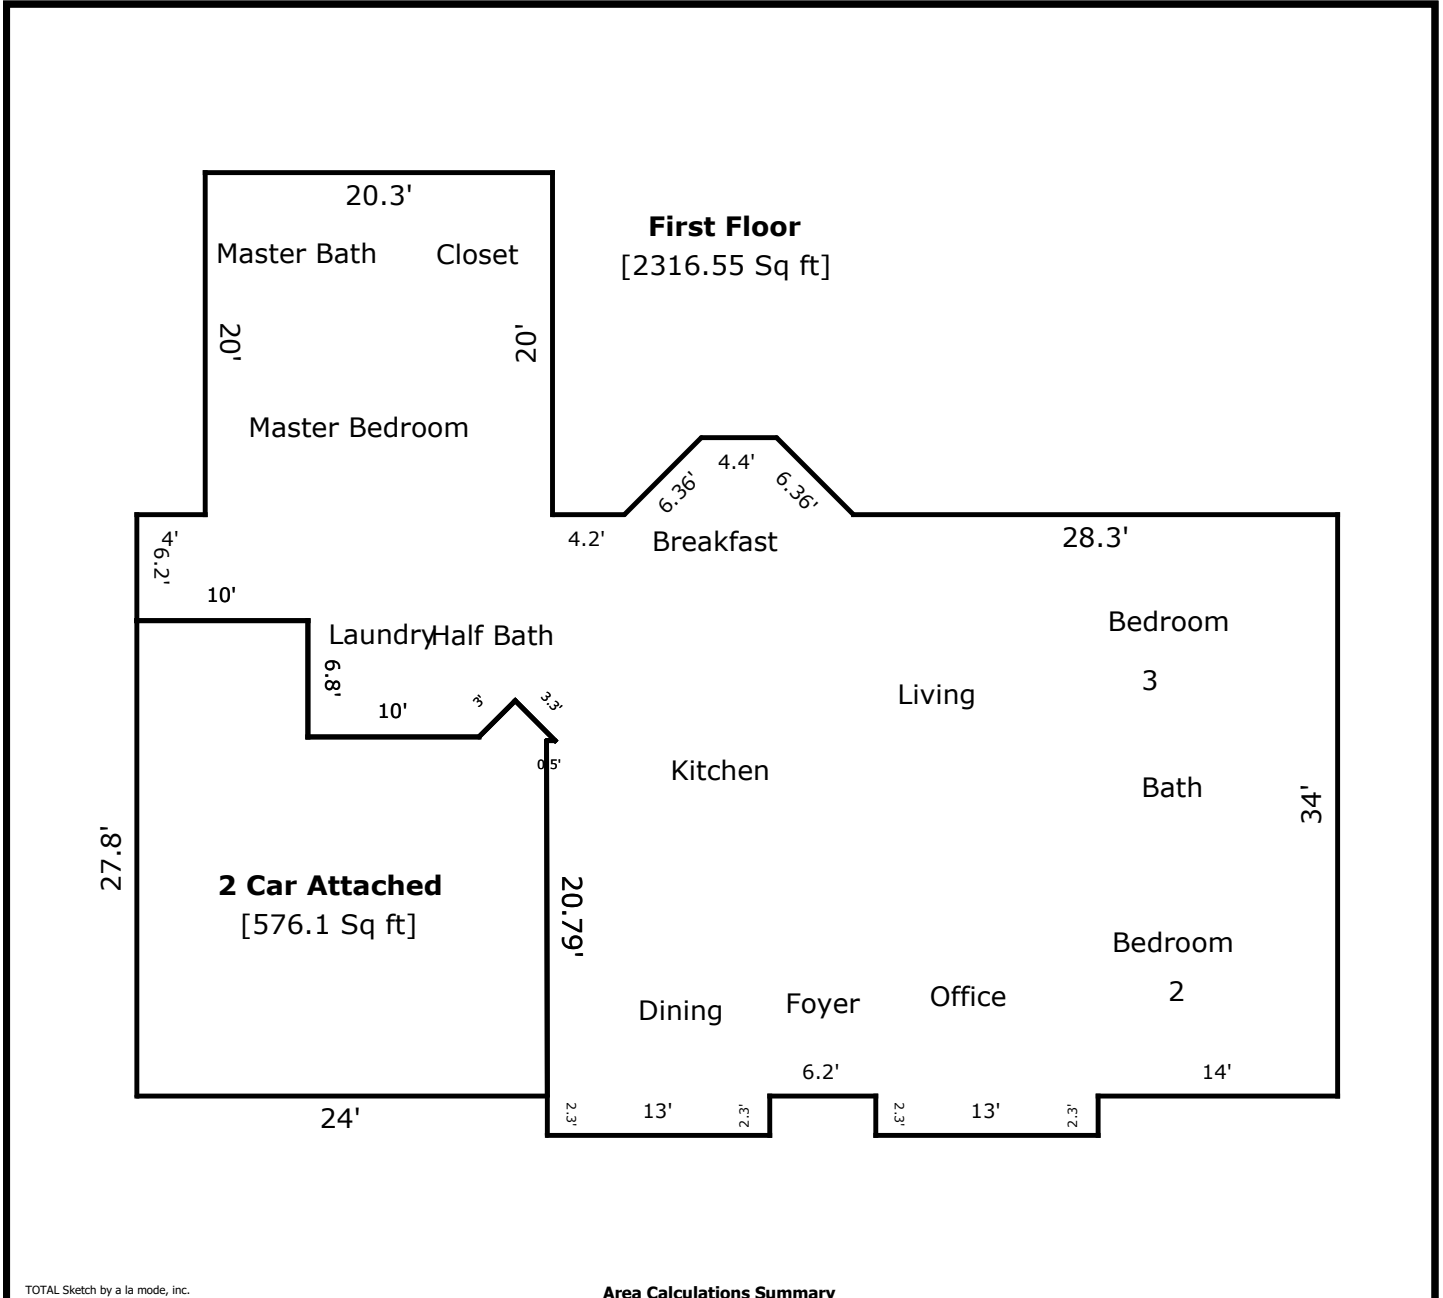 20.3'
First Floor
Master Bath
Closet
[2316.55 Sq ft]
20'
20'
Master Bedroom
4.4'
6.36'
6.36'
4'
4.2'
Breakfast
28.3'
6.2'
10'
Bedroom
Laundry
Half Bath
6.8'
3
Living
3'
3.3'
10'
0.5'
Kitchen
Bath
34'
27.8'
2 Car Attached
[576.1 Sq ft]
20.79'
Bedroom
2
Dining
Foyer
Office
6.2'
14'
24'
2.3'
13'
2.3'
2.3'
13'
2.3'
TOTAL Sketch by a la mode, inc.
Area Calculations Summary